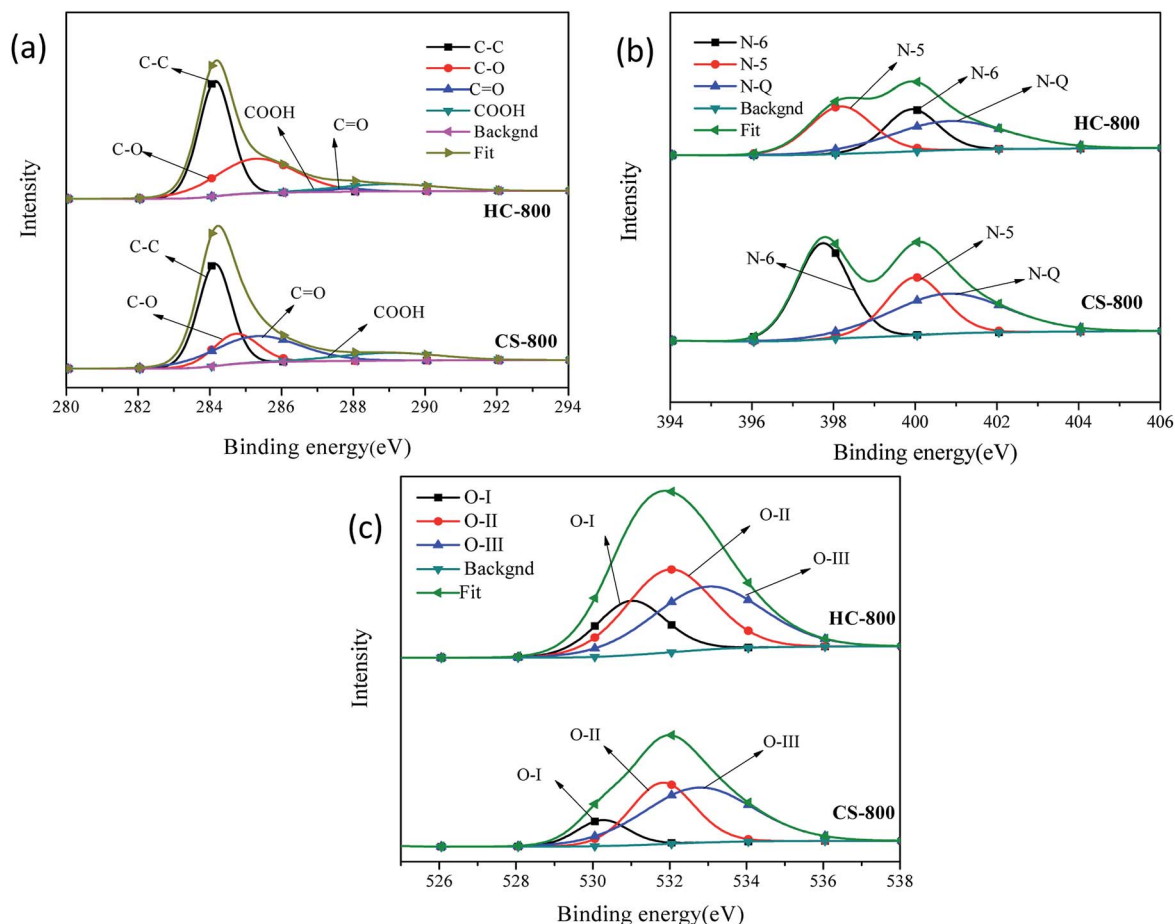 (a)
C-C
C-O
C=O
COOH
Backgnd
Fit
C-C
COOH
C=O
C-O
HC-800
C-C
C-O
C=O
COOH
CS-800
Intensity
280 282 284 286 288 290 292 294
Binding energy(eV)
(b)
N-6
N-5
N-Q
Backgnd
Fit
N-5
N-6
N-Q
HC-800
N-6
N-5
N-Q
CS-800
Intensity
394 396 398 400 402 404 406
Binding energy(eV)
(c)
O-I
O-II
O-III
Backgnd
Fit
O-I
O-II
O-III
HC-800
O-II
O-III
O-I
CS-800
Intensity
526 528 530 532 534 536 538
Binding energy(eV)